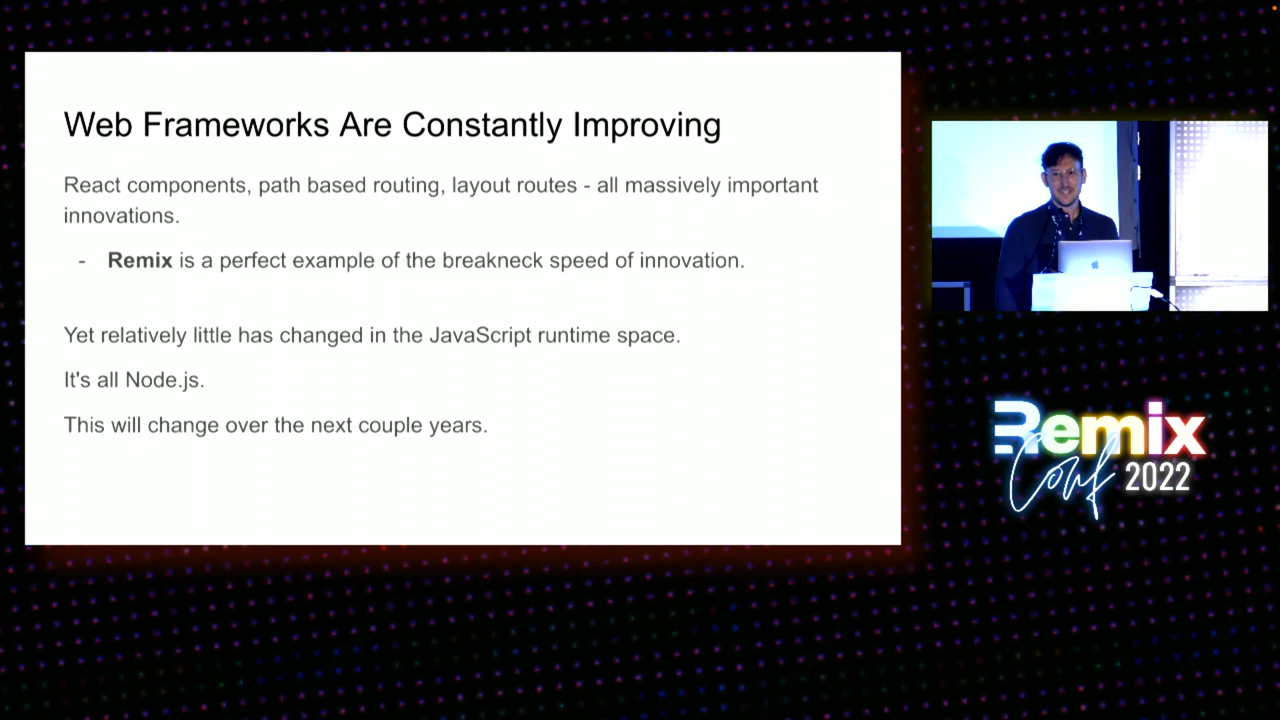 Web Frameworks Are Constantly Improving
React components, path based routing, layout routes - all massively important
innovations.
- Remix is a perfect example of the breakneck speed of innovation.
Yet relatively little has changed in the JavaScript runtime space.
It's all Node.js.
This will change over the next couple years.
Remix
Conf 2022